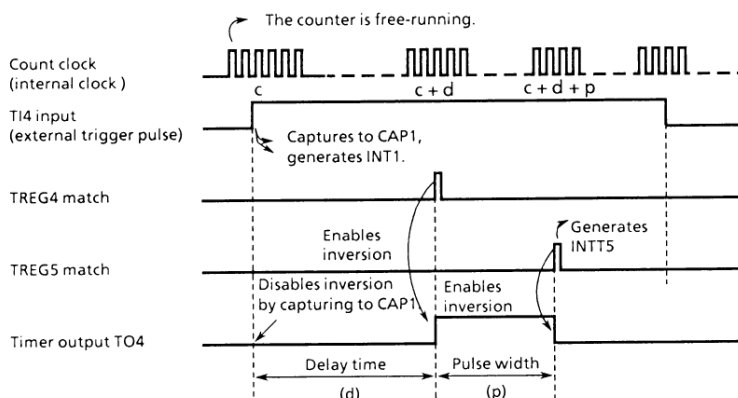 The counter is free-running.
Count clock
(internal clock )
c
c + d
c + d + p
TI4 input
(external trigger pulse)
Captures to CAP1,
generates INT1.
TREG4 match
Enables
inversion
Generates
INTT5
TREG5 match
Disables inversion
by capturing to CAP1
Enables
inversion
Timer output TO4
Delay time
(d)
Pulse width
(p)